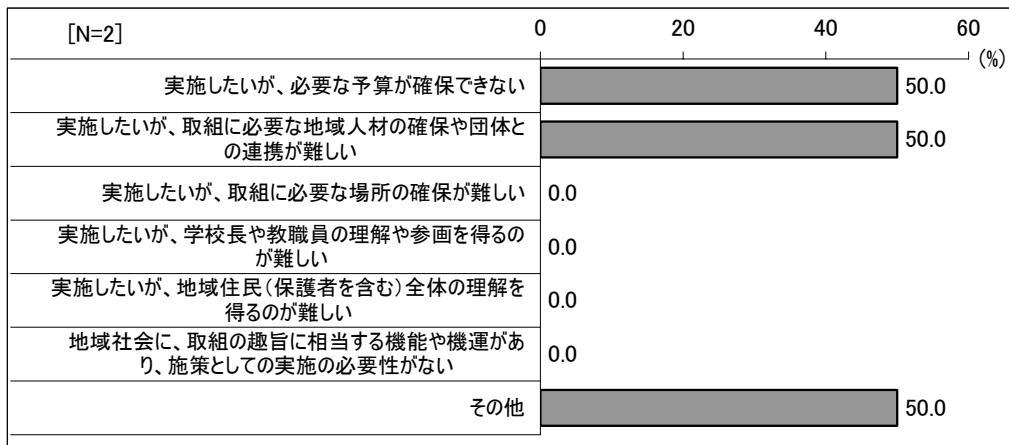 [N=2]
0 20 40 60
(%)
実施したいが、必要な予算が確保できない 50.0
実施したいが、取組に必要な地域人材の確保や団体と
の連携が難しい 50.0
実施したいが、取組に必要な場所の確保が難しい 0.0
実施したいが、学校長や教職員の理解や参画を得るの
が難しい 0.0
実施したいが、地域住民(保護者を含む)全体の理解を
得るのが難しい 0.0
地域社会に、取組の趣旨に相当する機能や機運があ
り、施策としての実施の必要性がない 0.0
その他 50.0